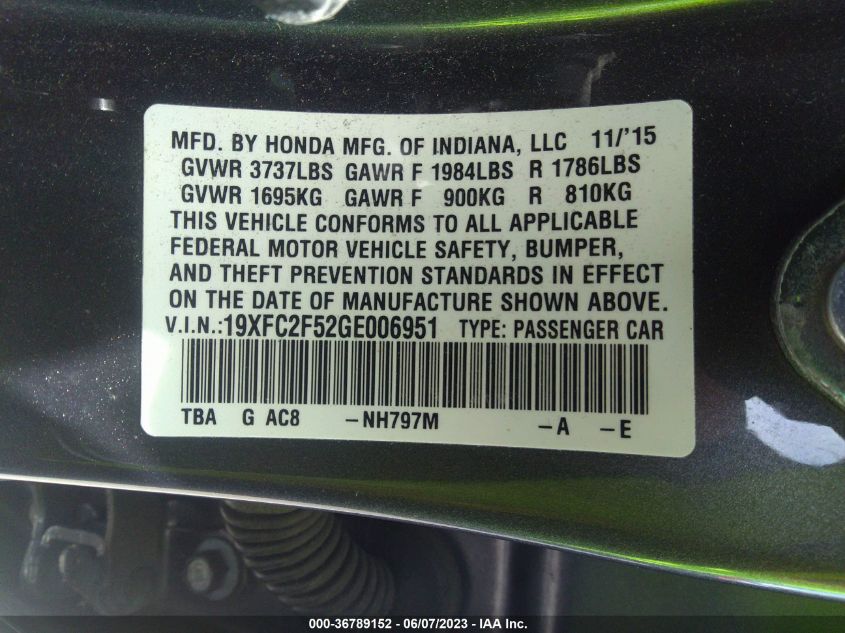 MFD. BY HONDA MFG. OF INDIANA, LLC 11/'15
GVWR 3737LBS GAWR F 1984LBS R 1786LBS
GVWR 1695KG GAWR F 900KG R 810KG
THIS VEHICLE CONFORMS TO ALL APPLICABLE
FEDERAL MOTOR VEHICLE SAFETY, BUMPER,
AND THEFT PREVENTION STANDARDS IN EFFECT
ON THE DATE OF MANUFACTURE SHOWN ABOVE.
V.I.N.:19XFC2F52GE006951 TYPE: PASSENGER CAR
TBA G AC8 -NH797M -A -E
000-36789152 - 06/07/2023 - IAA Inc.